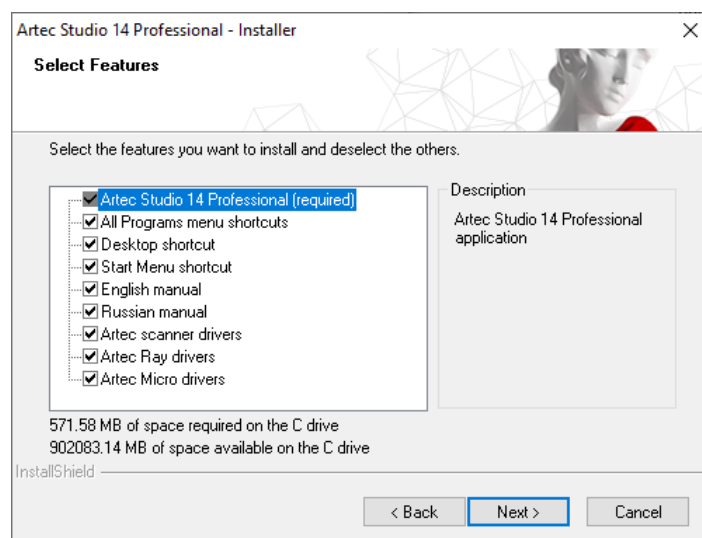 Artec Studio 14 Professional - Installer
Select Features
Select the features you want to install and deselect the others.
Artec Studio 14 Professional (required)
All Programs menu shortcuts
Desktop shortcut
Start Menu shortcut
English manual
Russian manual
Artec scanner drivers
Artec Ray drivers
Artec Micro drivers
Description
Artec Studio 14 Professional
application
571.58 MB of space required on the C drive
902083.14 MB of space available on the C drive
InstallShield
< Back
Next >
Cancel